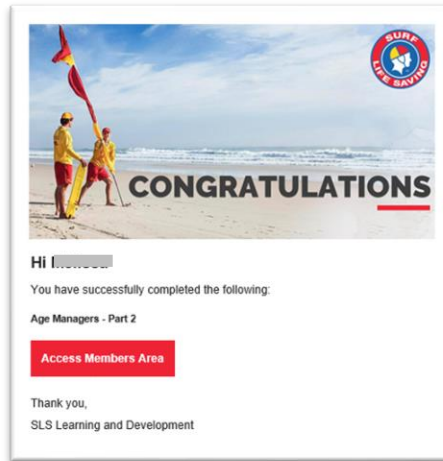 SURF
LIFE SAVING
CONGRATULATIONS
Hi
You have successfully completed the following:
Age Managers - Part 2
Access Members Area
Thank you,
SLS Learning and Development